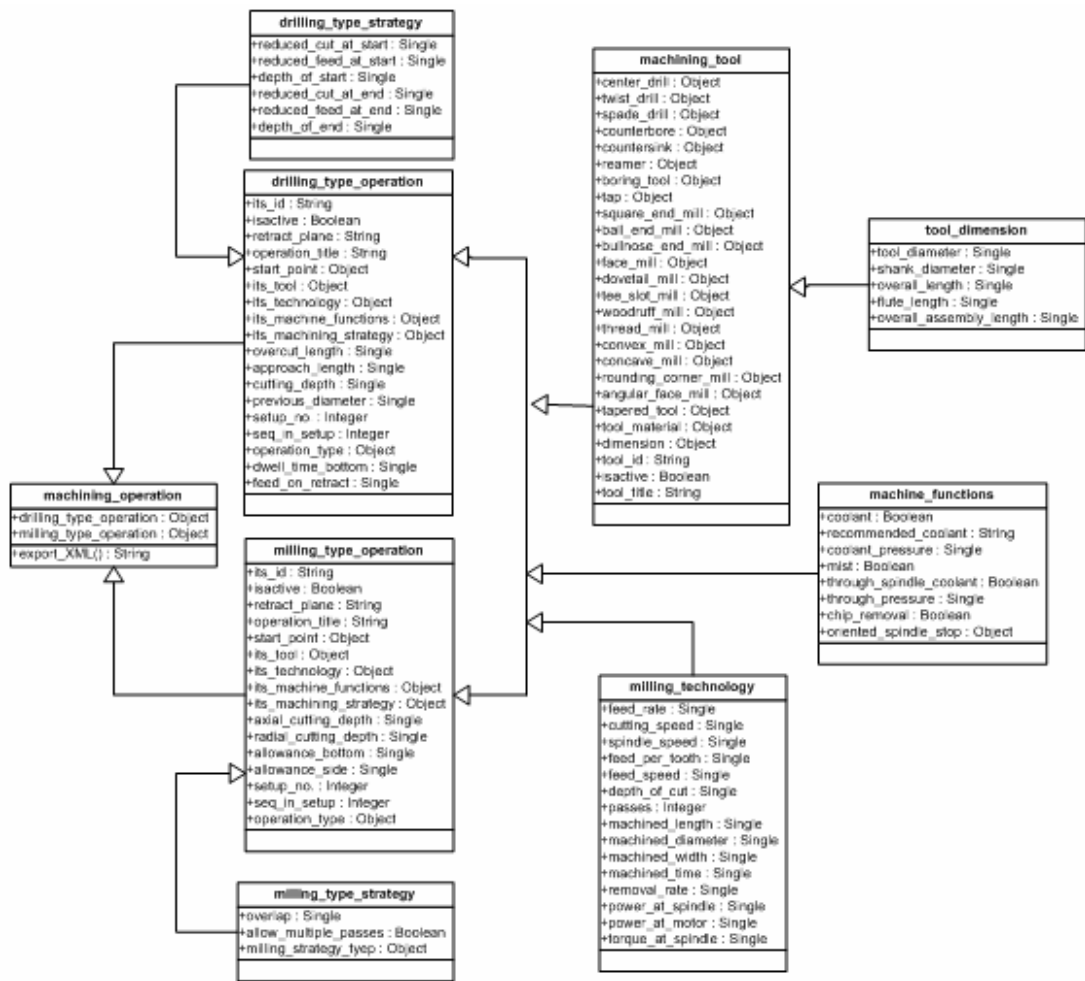 drilling_type_strategy
+reduced_cut_at_start : Single
+reduced_feed_at_start : Single
+depth_of_start : Single
+reduced_cut_at_end : Single
+reduced_feed_at_end : Single
+depth_of_end : Single
drilling_type_operation
+its_id : String
+isactive : Boolean
+retract_plane : String
+operation_title : String
+start_point : Object
+its_tool : Object
+its_technology : Object
+its_machine_functions : Object
+its_machining_strategy : Object
+overcut_length : Single
+approach_length : Single
+cutting_depth : Single
+previous_diameter : Single
+setup_no. : Integer
+seq_in_setup : Integer
+operation_type : Object
+dwell_time_bottom : Single
+feed_on_retract : Single
machining_operation
+drilling_type_operation : Object
+milling_type_operation : Object
+export_XML() : String
milling_type_operation
+its_id : String
+isactive : Boolean
+retract_plane : String
+operation_title : String
+start_point : Object
+its_tool : Object
+its_technology : Object
+its_machine_functions : Object
+its_machining_strategy : Object
+axial_cutting_depth : Single
+radial_cutting_depth : Single
+allowance_bottom : Single
+allowance_side : Single
+setup_no. : Integer
+seq_in_setup : Integer
+operation_type : Object
milling_type_strategy
+overlap : Single
+allow_multiple_passes : Boolean
+milling_strategy_tyep : Object
machining_tool
+center_drill : Object
+twist_drill : Object
+spade_drill : Object
+counterbore : Object
+countersink : Object
+reamer : Object
+boring_tool : Object
+tap : Object
+square_end_mill : Object
+ball_end_mill : Object
+bullnose_end_mill : Object
+face_mill : Object
+dovetail_mill : Object
+tee_slot_mill : Object
+woodruff_mill : Object
+thread_mill : Object
+convex_mill : Object
+concave_mill : Object
+rounding_corner_mill : Object
+angular_face_mill : Object
+tapered_tool : Object
+tool_material : Object
+dimension : Object
+tool_id : String
+isactive : Boolean
+tool_title : String
tool_dimension
+tool_diameter : Single
+shank_diameter : Single
+overall_length : Single
+flute_length : Single
+overall_assembly_length : Single
machine_functions
+coolant : Boolean
+recommended_coolant : String
+coolant_pressure : Single
+mist : Boolean
+through_spindle_coolant : Boolean
+through_pressure : Single
+chip_removal : Boolean
+oriented_spindle_stop : Object
milling_technology
+feed_rate : Single
+cutting_speed : Single
+spindle_speed : Single
+feed_per_tooth : Single
+feed_speed : Single
+depth_of_cut : Single
+passes : Integer
+machined_length : Single
+machined_diameter : Single
+machined_width : Single
+machined_time : Single
+removal_rate : Single
+power_at_spindle : Single
+power_at_motor : Single
+torque_at_spindle : Single